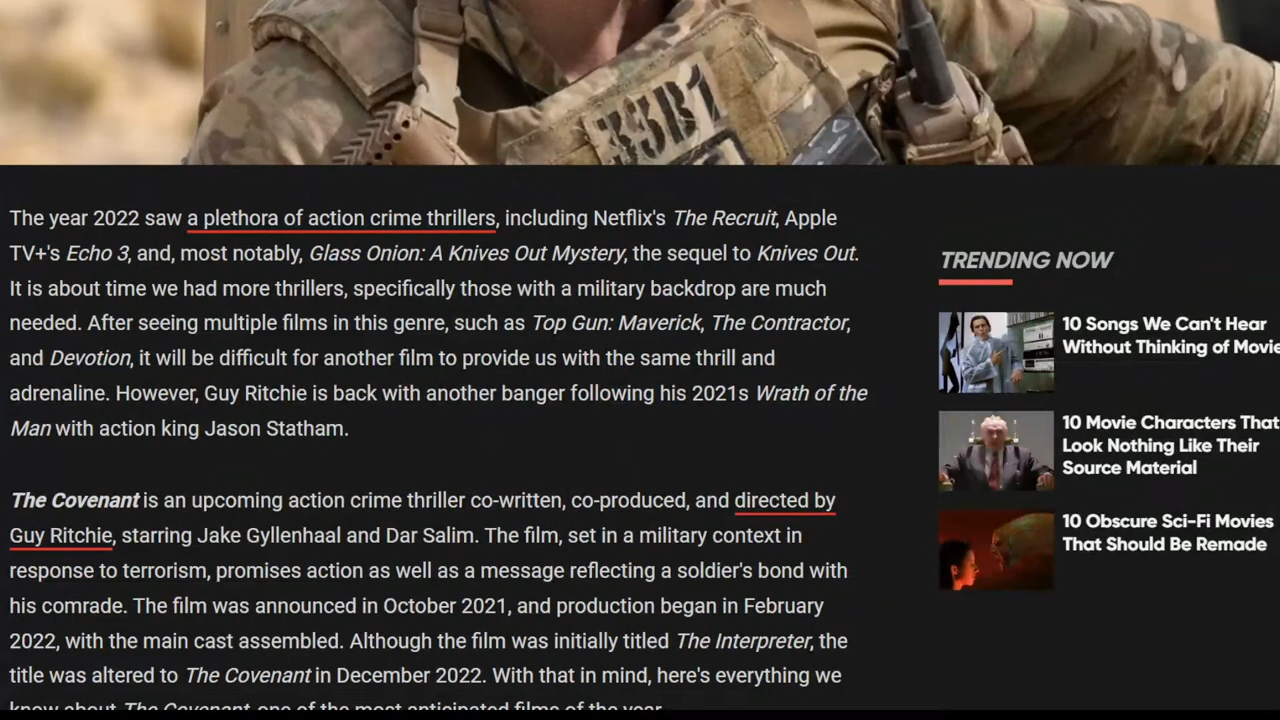 33B1
The year 2022 saw a plethora of action crime thrillers, including Netflix's The Recruit, Apple
TV+'s Echo 3, and, most notably, Glass Onion: A Knives Out Mystery, the sequel to Knives Out.
It is about time we had more thrillers, specifically those with a military backdrop are much
needed. After seeing multiple films in this genre, such as Top Gun: Maverick, The Contractor,
and Devotion, it will be difficult for another film to provide us with the same thrill and
adrenaline. However, Guy Ritchie is back with another banger following his 2021s Wrath of the
Man with action king Jason Statham.
The Covenant is an upcoming action crime thriller co-written, co-produced, and directed by
Guy Ritchie, starring Jake Gyllenhaal and Dar Salim. The film, set in a military context in
response to terrorism, promises action as well as a message reflecting a soldier's bond with
his comrade. The film was announced in October 2021, and production began in February
2022, with the main cast assembled. Although the film was initially titled The Interpreter, the
title was altered to The Covenant in December 2022. With that in mind, here's everything we
know about The Covenant, one of the most anticipated films of the year.
TRENDING NOW
10 Songs We Can't Hear
Without Thinking of Movie
10 Movie Characters That
Look Nothing Like Their
Source Material
10 Obscure Sci-Fi Movies
That Should Be Remade